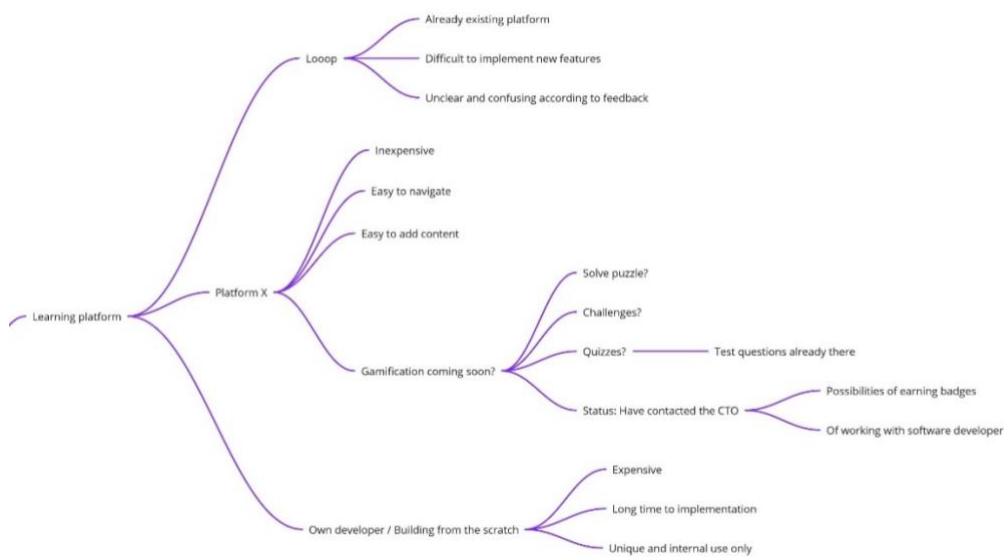 Already existing platform
Looop
Difficult to implement new features
Unclear and confusing according to feedback
Inexpensive
Easy to navigate
Easy to add content
Solve puzzle?
Platform X
Challenges?
Learning platform
Quizzes?
Test questions already there
Gamification coming soon?
Possibilities of earning badges
Status: Have contacted the CTO
Of working with software developer
Expensive
Long time to implementation
Own developer / Building from the scratch
Unique and internal use only